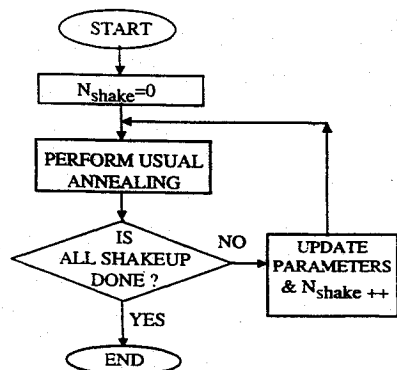 START
N_shake=0
PERFORM USUAL
ANNEALING
IS
ALL SHAKEUP
DONE ?
NO
UPDATE
PARAMETERS
& N_shake ++
YES
END